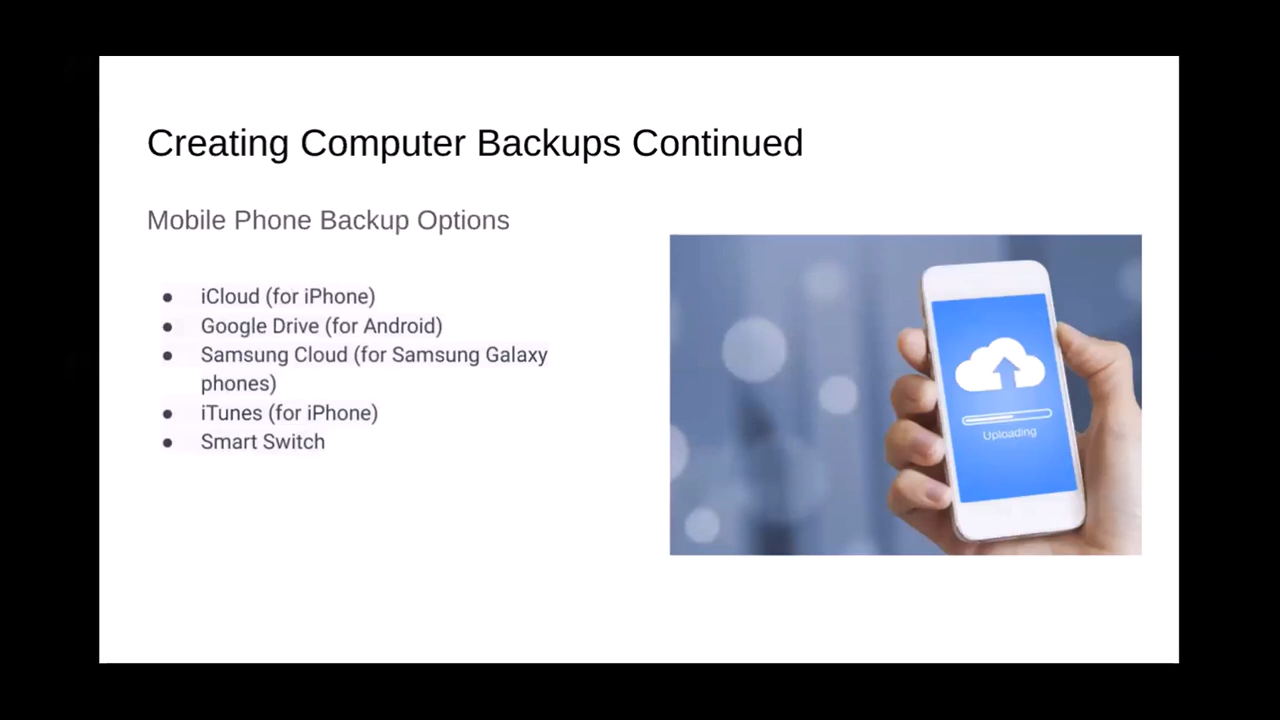 Creating Computer Backups Continued
Mobile Phone Backup Options
● iCloud (for iPhone)
● Google Drive (for Android)
● Samsung Cloud (for Samsung Galaxy
phones)
● iTunes (for iPhone)
● Smart Switch
Uploading